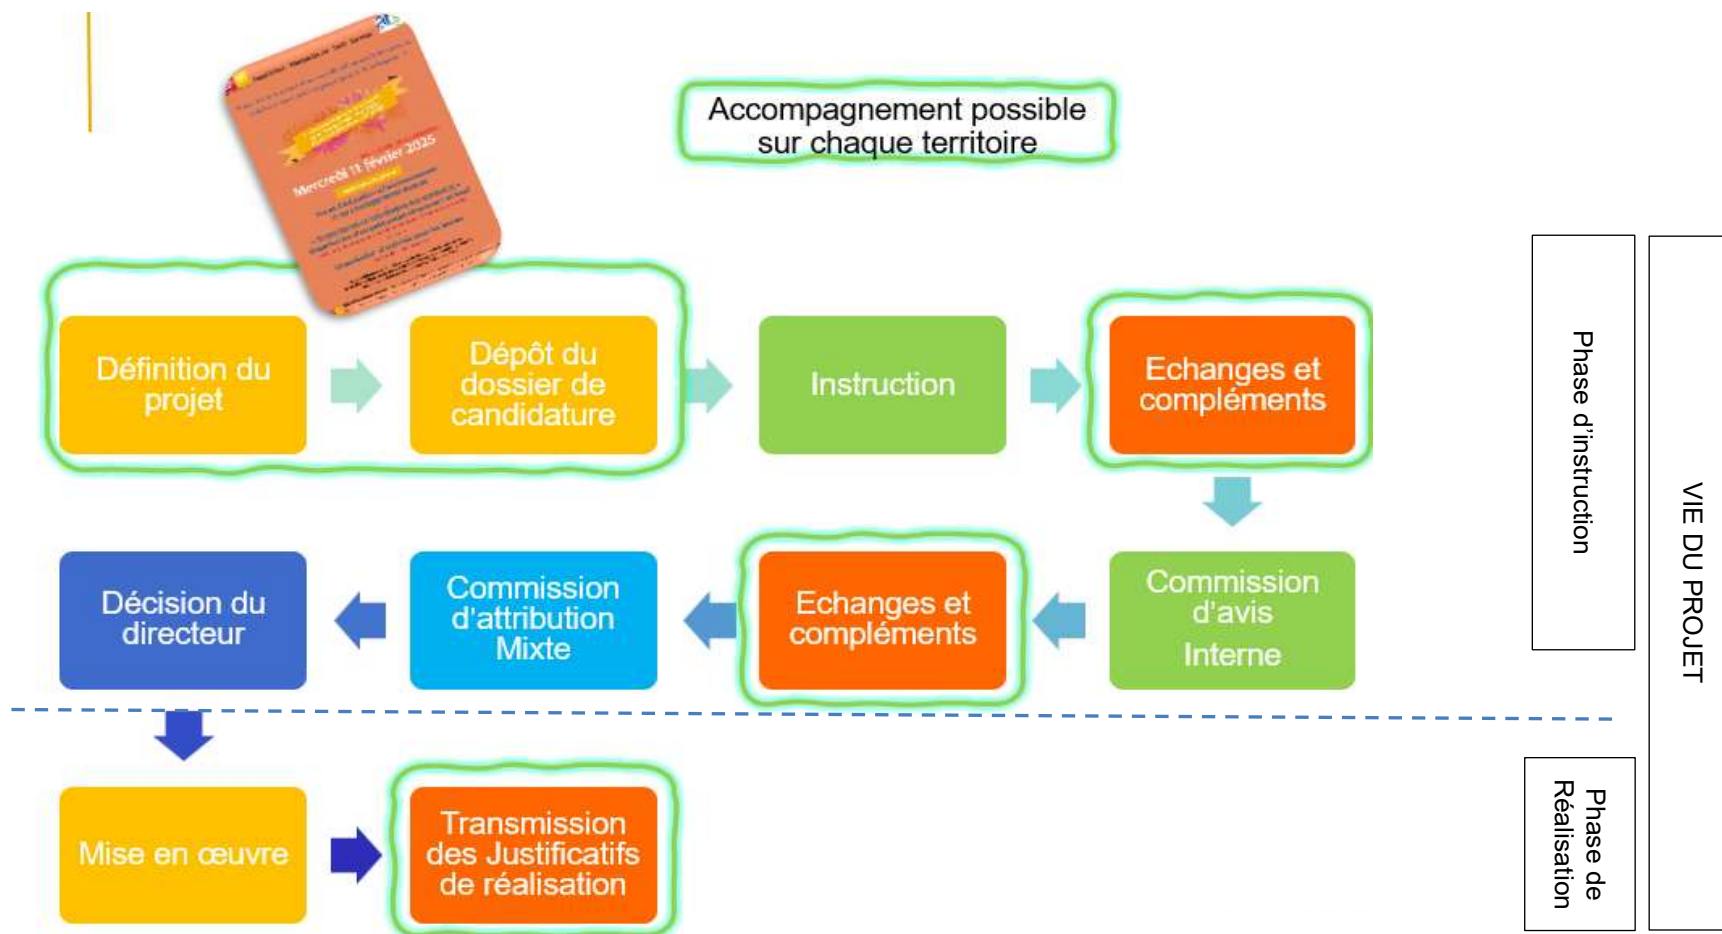 Mercredi 11 février 2025
Accompagnement possible
sur chaque territoire
Définition du
projet
Dépôt du
dossier de
candidature
Instruction
Echanges et
compléments
Décision du
directeur
Commission
d'attribution
Mixte
Echanges et
compléments
Commission
d'avis
Interne
Mise en œuvre
Transmission
des Justificatifs
de réalisation
Phase d'instruction
Phase de
Réalisation
VIE DU PROJET